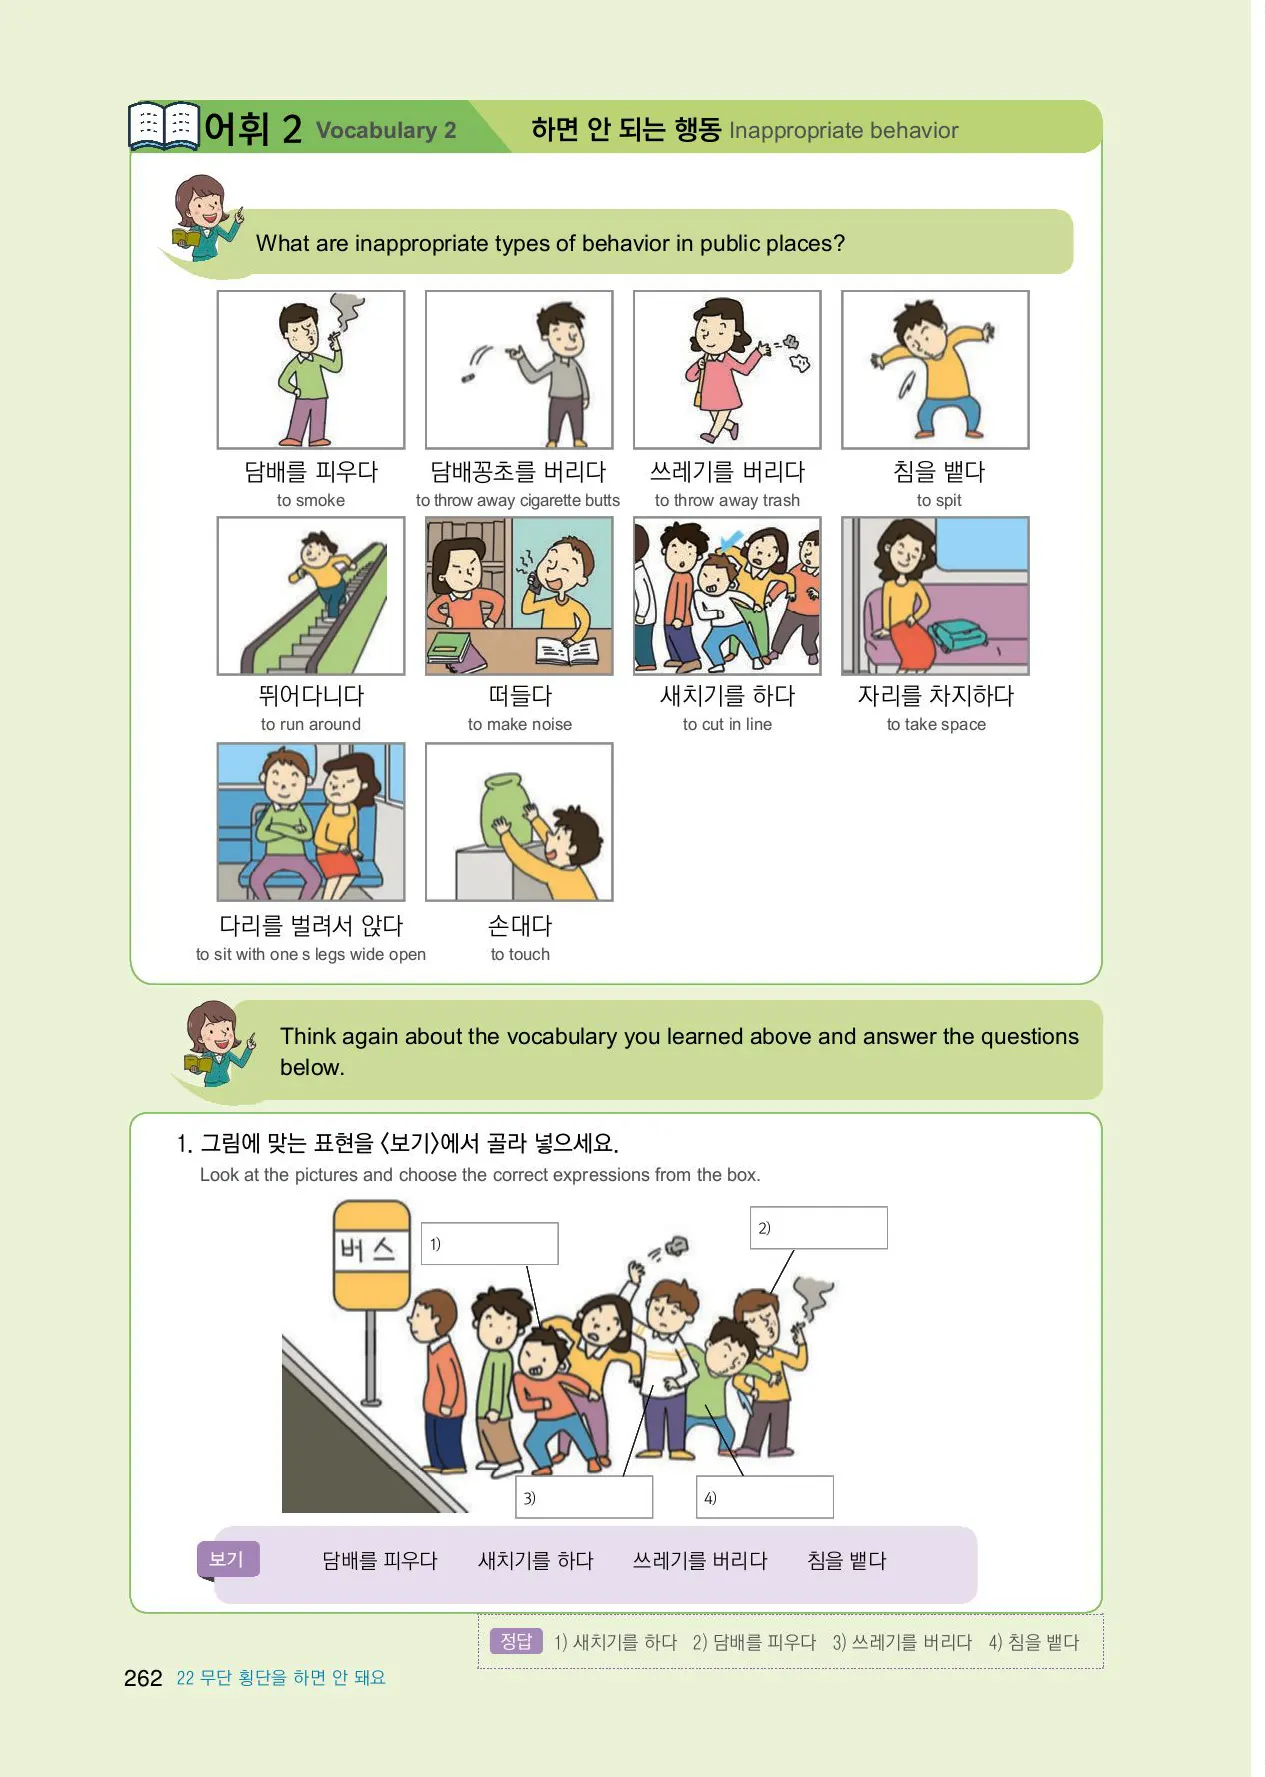 어휘 2 Vocabulary 2 하면 안 되는 행동 Inappropriate behavior
What are inappropriate types of behavior in public places?
담배를 피우다 담배꽁초를 버리다 쓰레기를 버리다 침을 뱉다
to smoke to throw away cigarette butts to throw away trash to spit
뛰어다니다 떠들다 새치기를 하다 자리를 차지하다
to run around to make noise to cut in line to take space
다리를 벌려서 앉다 손대다
to sit with one s legs wide open to touch
Think again about the vocabulary you learned above and answer the questions
below.
1. 그림에 맞는 표현을 〈보기〉에서 골라 넣으세요.
Look at the pictures and choose the correct expressions from the box.
버스
1)
2)
3)
4)
보기 담배를 피우다 새치기를 하다 쓰레기를 버리다 침을 뱉다
정답 1) 새치기를 하다 2) 담배를 피우다 3) 쓰레기를 버리다 4) 침을 뱉다
262 22 무단 횡단을 하면 안 돼요